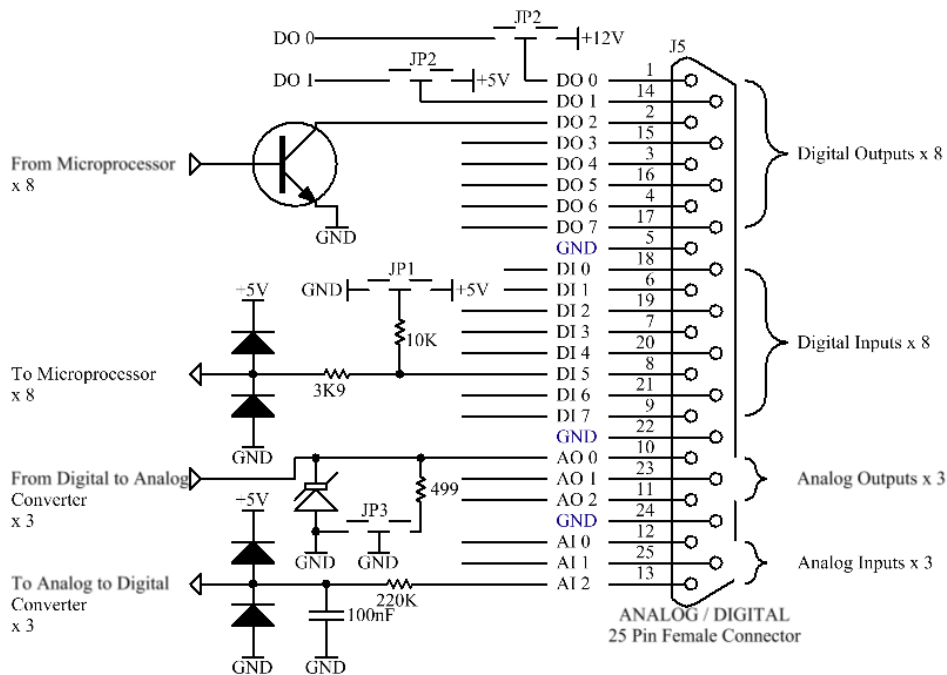 JP2
DO 0
+12V
J5
JP2
DO 1
+5V
DO 0 1
DO 1 14
DO 2 2
DO 3 15
DO 4 3
DO 5 16
DO 6 4
DO 7 17
GND 5
DI 0 18
DI 1 6
DI 2 19
DI 3 7
DI 4 20
DI 5 8
DI 6 21
DI 7 9
GND 22
AO 0 10
AO 1 23
AO 2 11
GND 24
AI 0 12
AI 1 25
AI 2 13
Digital Outputs x 8
Digital Inputs x 8
Analog Outputs x 3
Analog Inputs x 3
From Microprocessor
x 8
GND
JP1
GND
+5V
+5V
10K
To Microprocessor
x 8
3K9
GND
From Digital to Analog
Converter
x 3
499
+5V
JP3
GND
GND
To Analog to Digital
Converter
x 3
220K
100nF
GND
GND
ANALOG / DIGITAL
25 Pin Female Connector